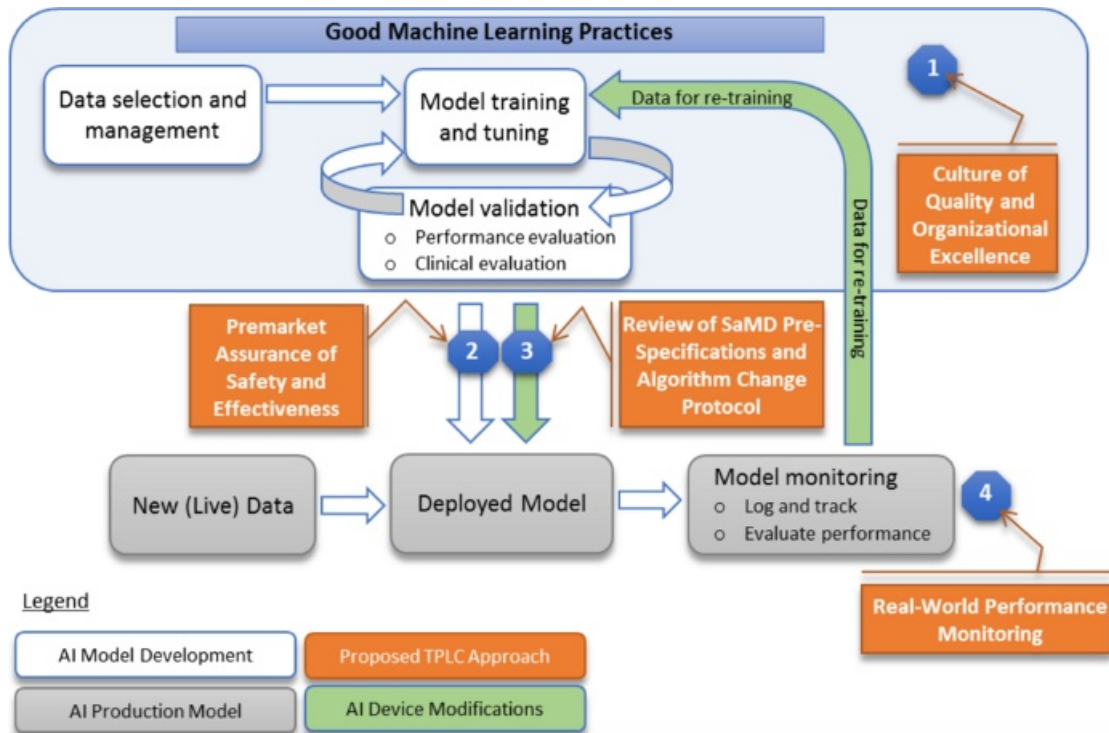 Good Machine Learning Practices
1
Data selection and
management
Model training
and tuning
Data for re-training
Culture of
Quality and
Organizational
Excellence
Model validation
o Performance evaluation
o Clinical evaluation
Data for re-training
Premarket
Assurance of
Safety and
Effectiveness
2
3
Review of SaMD Pre-
Specifications and
Algorithm Change
Protocol
New (Live) Data
Deployed Model
Model monitoring
o Log and track
o Evaluate performance
4
Real-World Performance
Monitoring
Legend
AI Model Development
Proposed TPLC Approach
AI Production Model
AI Device Modifications